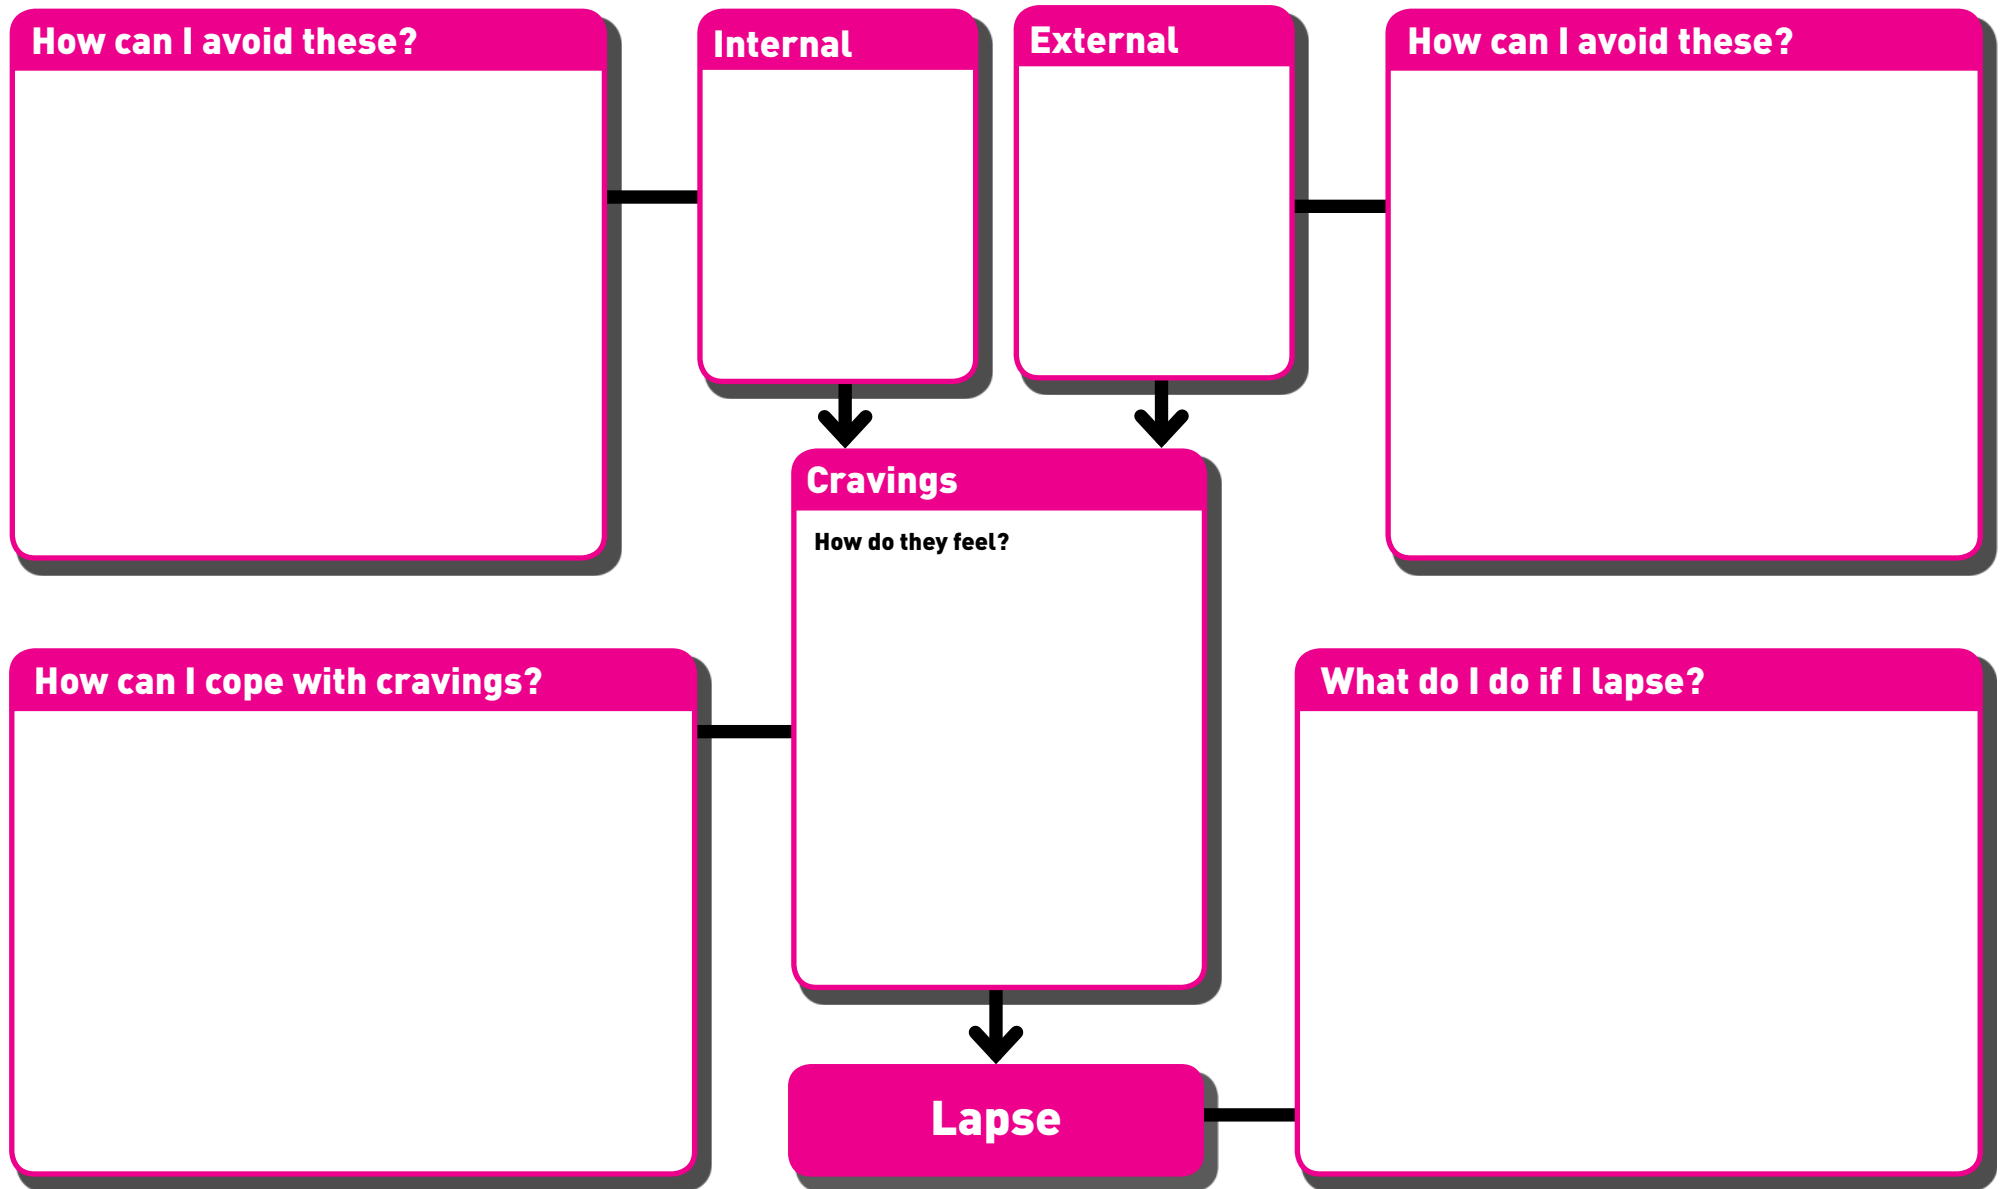 How can I avoid these?
Internal
External
How can I avoid these?
Cravings
How do they feel?
How can I cope with cravings?
What do I do if I lapse?
Lapse